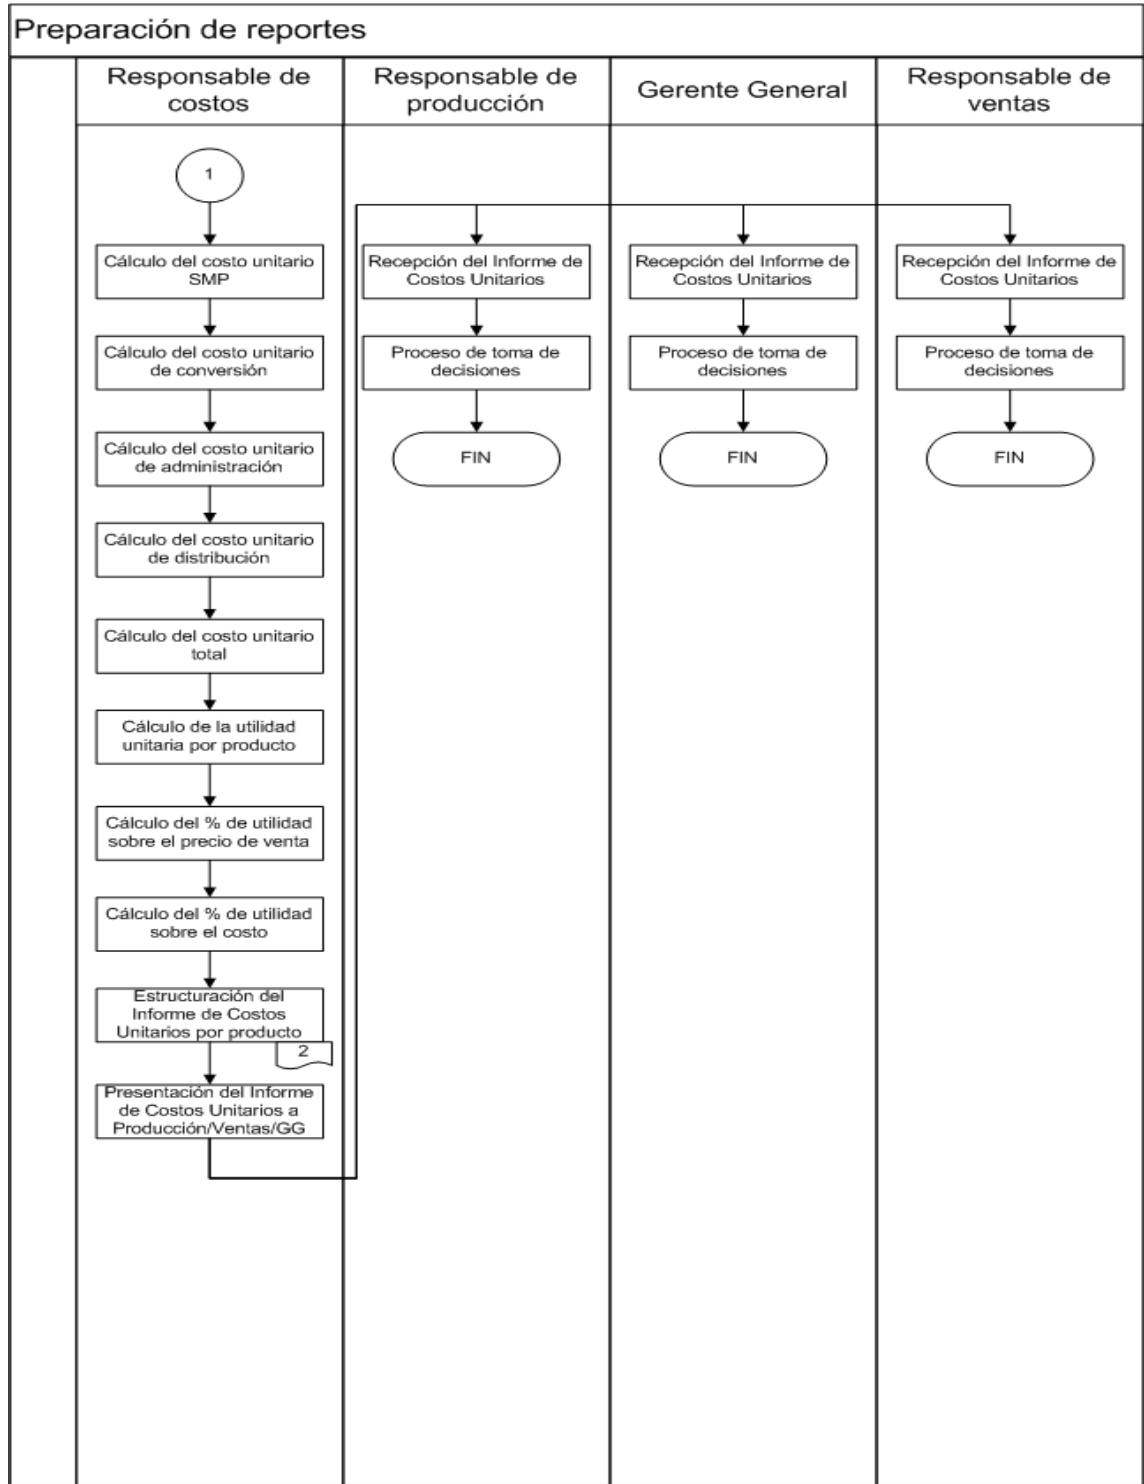 Preparación de reportes
Responsable de
costos
Responsable de
producción
Gerente General
Responsable de
ventas
1
Cálculo del costo unitario
SMP
Cálculo del costo unitario
de conversión
Cálculo del costo unitario
de administración
Cálculo del costo unitario
de distribución
Cálculo del costo unitario
total
Cálculo de la utilidad
unitaria por producto
Cálculo del % de utilidad
sobre el precio de venta
Cálculo del % de utilidad
sobre el costo
Estructuración del
Informe de Costos
Unitarios por producto
2
Presentación del Informe
de Costos Unitarios a
Producción/Ventas/GG
Recepción del Informe de
Costos Unitarios
Proceso de toma de
decisiones
FIN
Recepción del Informe de
Costos Unitarios
Proceso de toma de
decisiones
FIN
Recepción del Informe de
Costos Unitarios
Proceso de toma de
decisiones
FIN